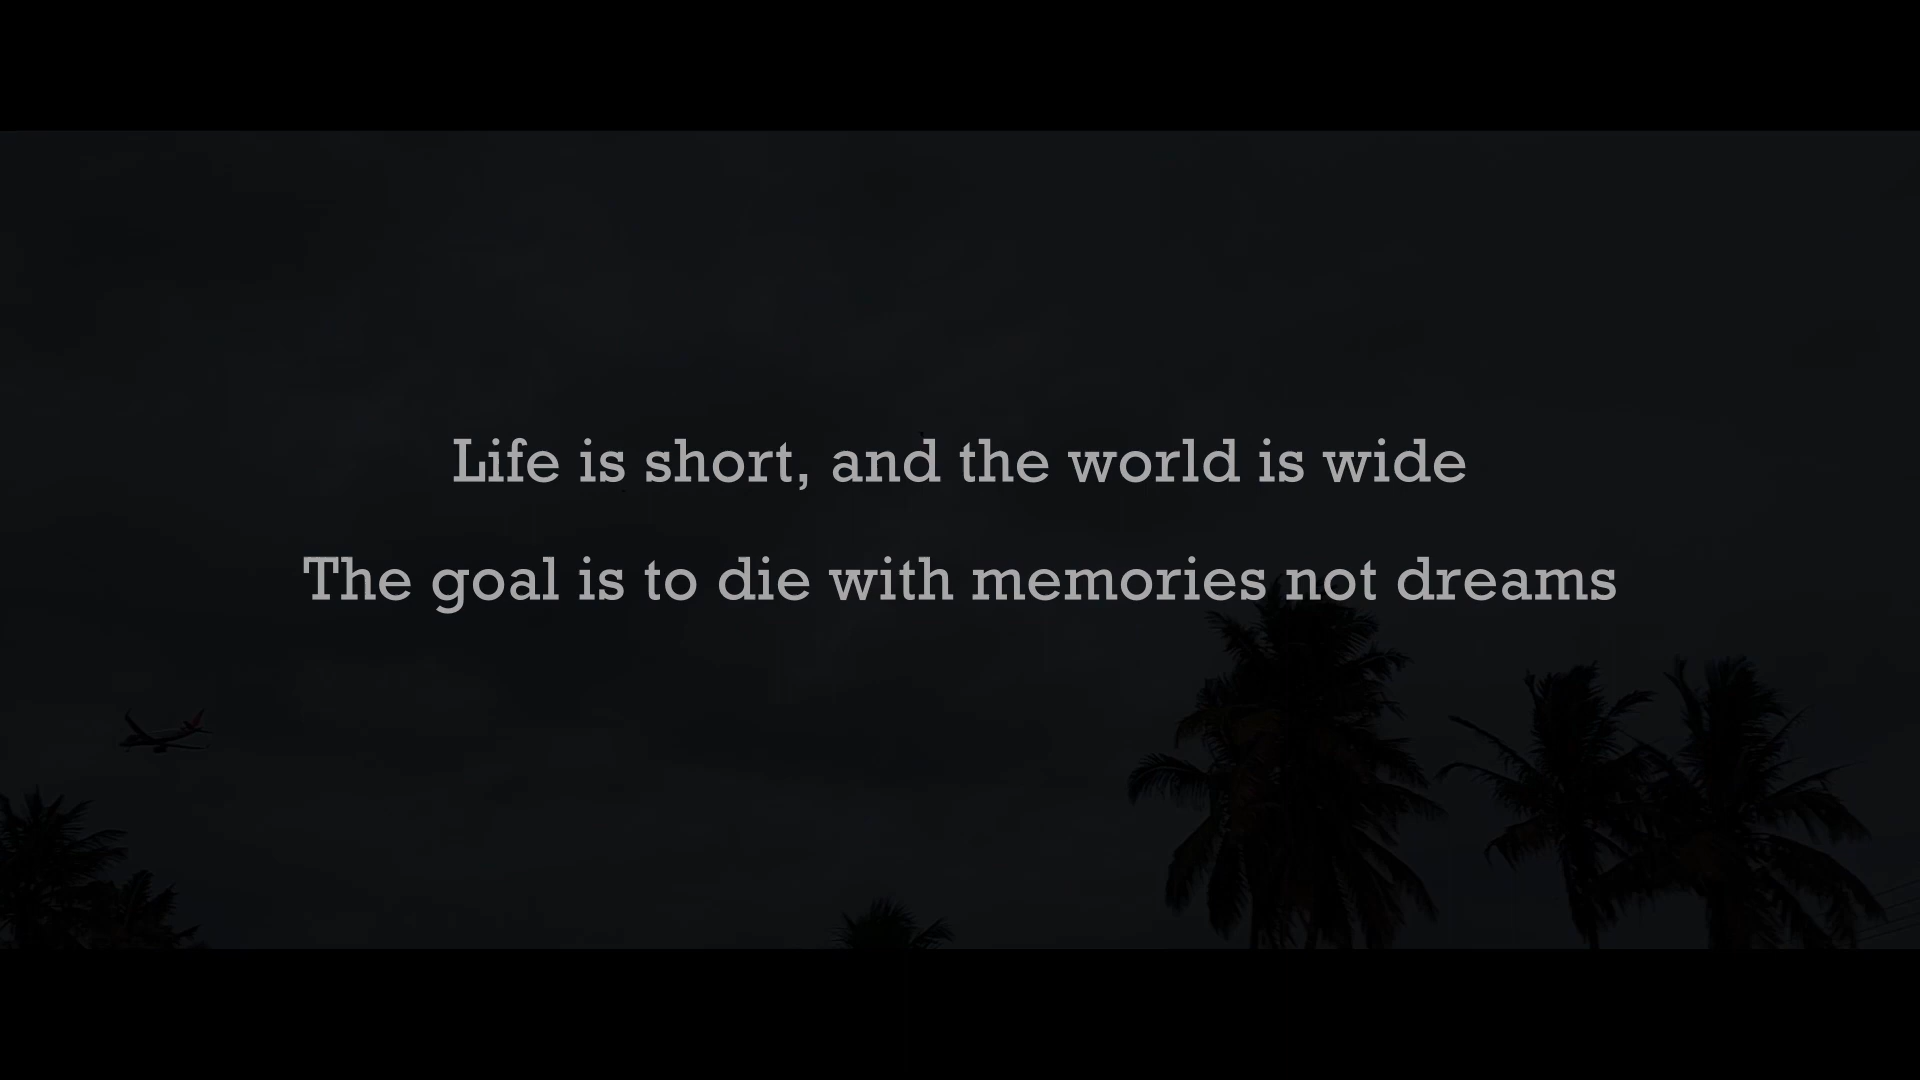 Life is short, and the world is wide
The goal is to die with memories not dreams